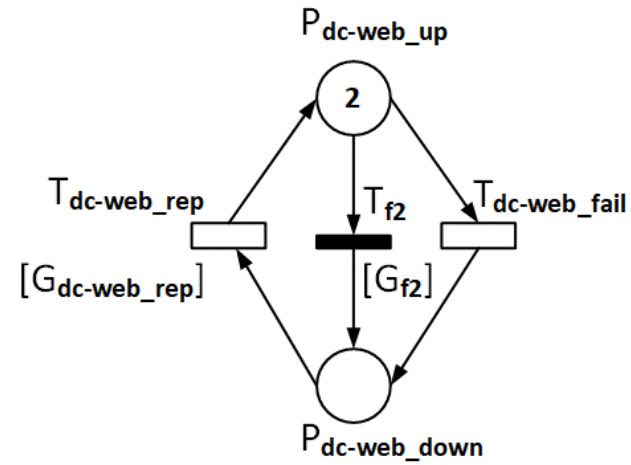 Pdc-web_up
2
Tdc-web_rep
Tf2
Tdc-web_fail
[Gdc-web_rep]
[Gf2]
Pdc-web_down